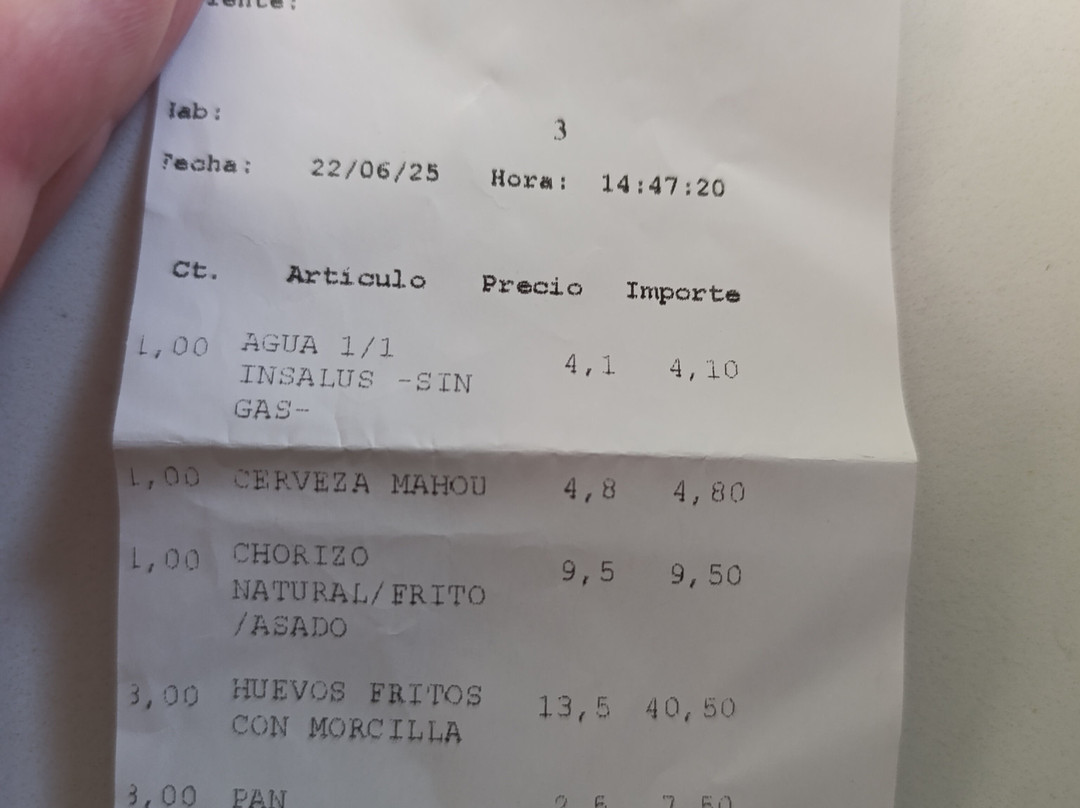 Hab:
3
Fecha: 22/06/25 Hora: 14:47:20
Ct. Artículo Precio Importe
1,00 AGUA 1/1 4,1 4,10
INSALUS -SIN
GAS-
1,00 CERVEZA MAHOU 4,8 4,80
1,00 CHORIZO 9,5 9,50
NATURAL/FRITO
/ASADO
3,00 HUEVOS FRITOS 13,5 40,50
CON MORCILLA
3,00 PAN